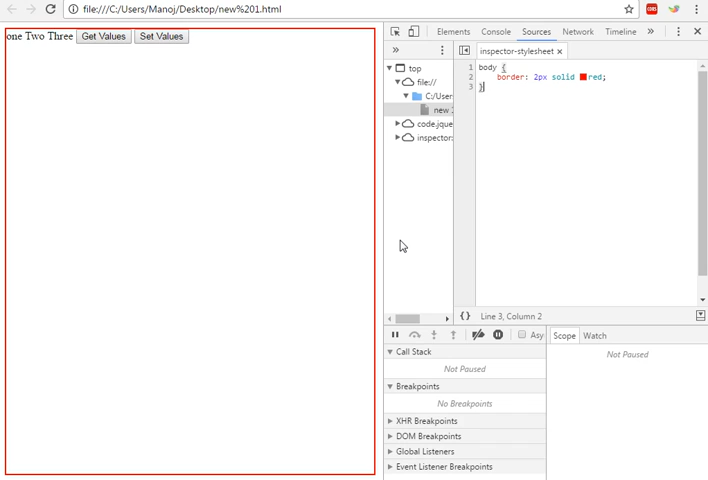 file:///C:/Users/Manoj/Desktop/new%201.html
one Two Three Get Values Set Values
Elements Console Sources Network Timeline
inspector-stylesheet
top
file://
C:/User
new
code.jque
inspector:
1 body {
2 border: 2px solid red;
3 }
{} Line 3, Column 2
Asy
Scope Watch
Call Stack
Not Paused
Not Paused
Breakpoints
No Breakpoints
XHR Breakpoints
DOM Breakpoints
Global Listeners
Event Listener Breakpoints